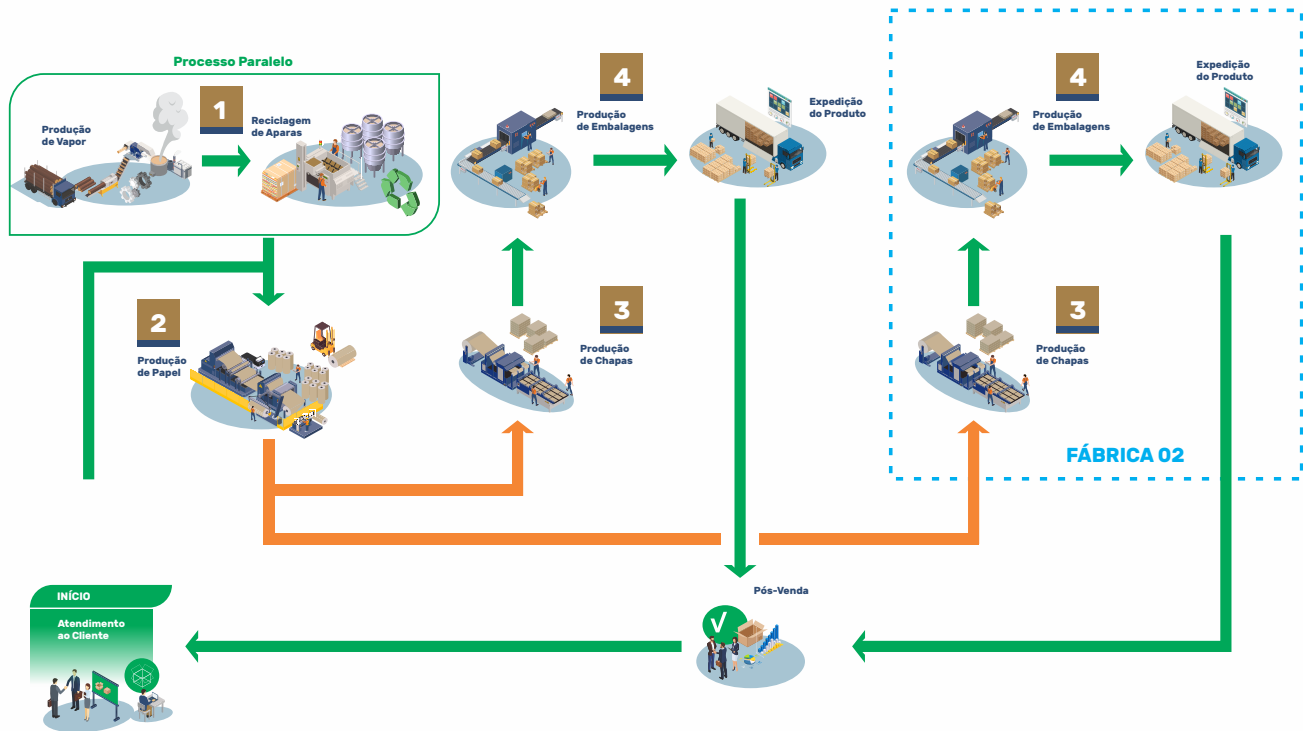 Processo Paralelo
1
Produção
de Vapor
Reciclagem
de Aparas
4
Produção
de Embalagens
Expedição
do Produto
4
Produção
de Embalagens
Expedição
do Produto
2
Produção
de Papel
3
Produção
de Chapas
3
Produção
de Chapas
FÁBRICA 02
INÍCIO
Atendimento
ao Cliente
Pós-Venda